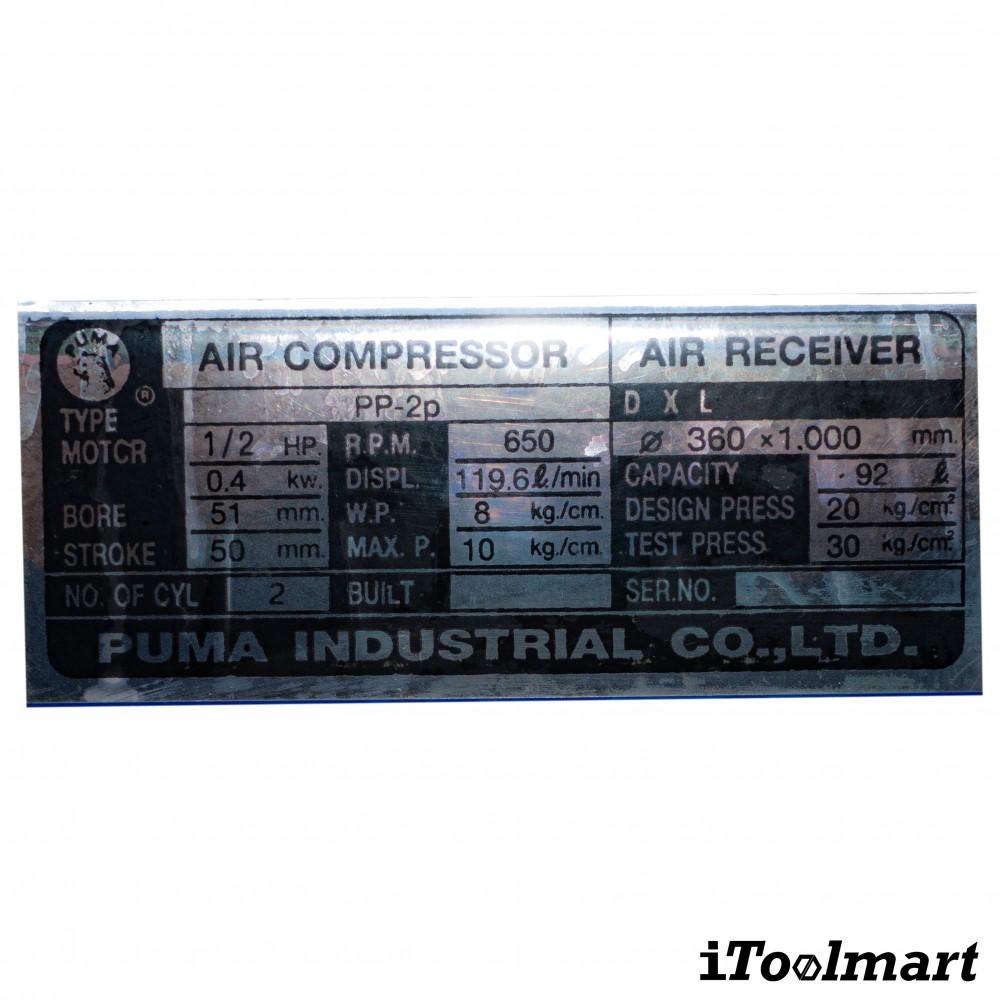 PUMA
AIR COMPRESSOR AIR RECEIVER
®
TYPE PP-2p D X L
MOTOR 1/2 HP. R.P.M. 650 ø 360 × 1.000 mm.
0.4 kw. DISPL. 119.6ℓ/min CAPACITY 92 ℓ
BORE 51 mm. W.P. 8 kg./cm. DESIGN PRESS 20 kg./cm²
STROKE 50 mm. MAX. P. 10 kg./cm. TEST PRESS 30 kg./cm²
NO. OF CYL 2 BUILT SER.NO.
PUMA INDUSTRIAL CO.,LTD.
iToolmart